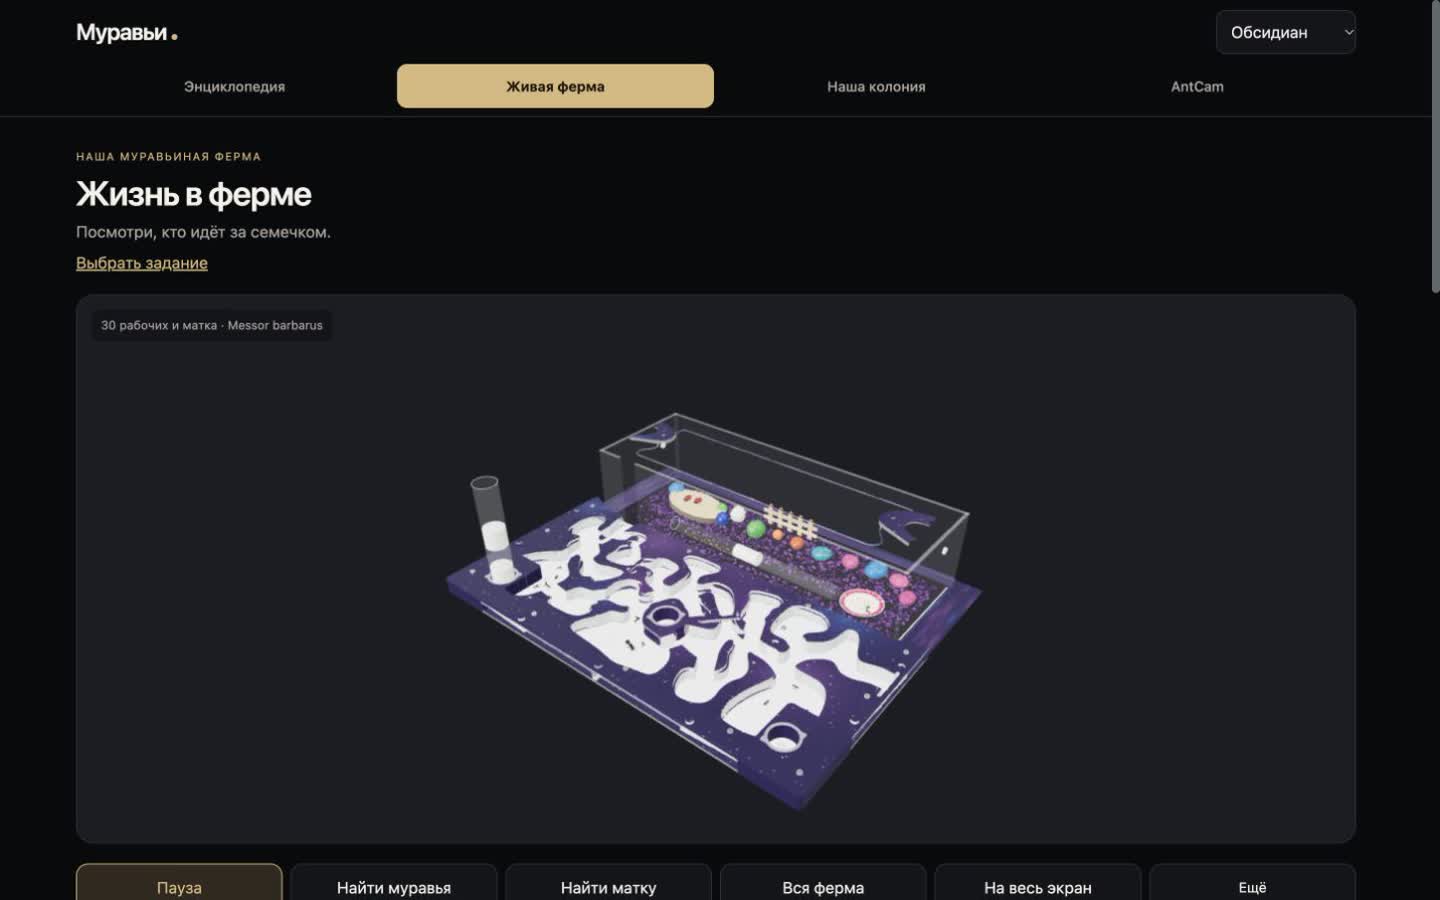 Муравьи.
Обсидиан
Энциклопедия
Живая ферма
Наша колония
AntCam
НАША МУРАВЬИНАЯ ФЕРМА
Жизнь в ферме
Посмотри, кто идёт за семечком.
Выбрать задание
30 рабочих и матка · Messor barbarus
Пауза
Найти муравья
Найти матку
Вся ферма
На весь экран
Ещё